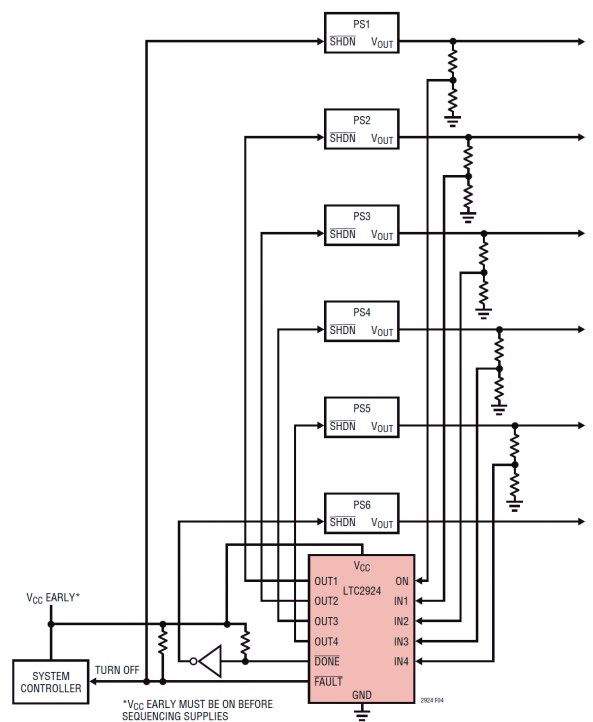 PS1
SHDN VOUT
PS2
SHDN VOUT
PS3
SHDN VOUT
PS4
SHDN VOUT
PS5
SHDN VOUT
PS6
SHDN VOUT
VCC
LTC2924
OUT1 ON
OUT2 IN1
OUT3 IN2
OUT4 IN3
DONE IN4
FAULT
GND
VCC EARLY*
TURN OFF
SYSTEM
CONTROLLER
*VCC EARLY MUST BE ON BEFORE
SEQUENCING SUPPLIES
2924 F04